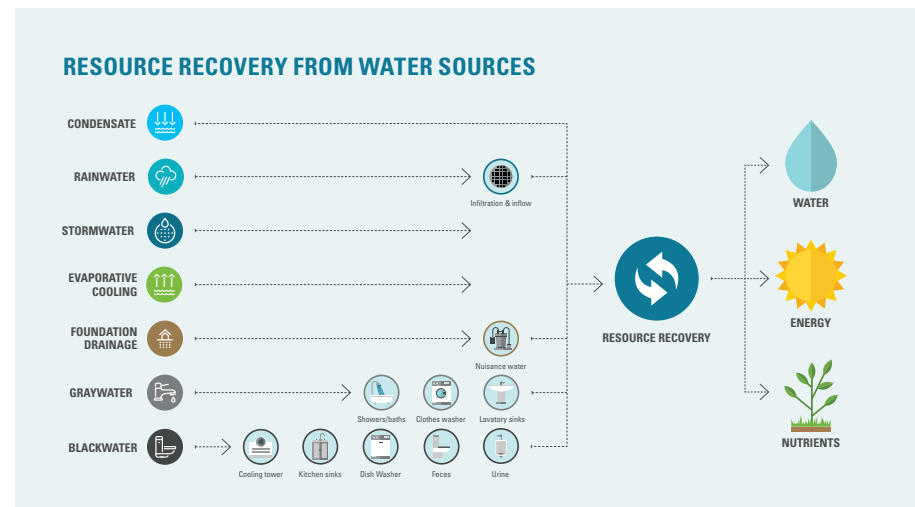 RESOURCE RECOVERY FROM WATER SOURCES
CONDENSATE
RAINWATER
Infiltration & inflow
STORMWATER
EVAPORATIVE
COOLING
FOUNDATION
DRAINAGE
Nuisance water
GRAYWATER
Showers/baths
Clothes washer
Lavatory sinks
BLACKWATER
Cooling tower
Kitchen sinks
Dish Washer
Feces
Urine
RESOURCE RECOVERY
WATER
ENERGY
NUTRIENTS